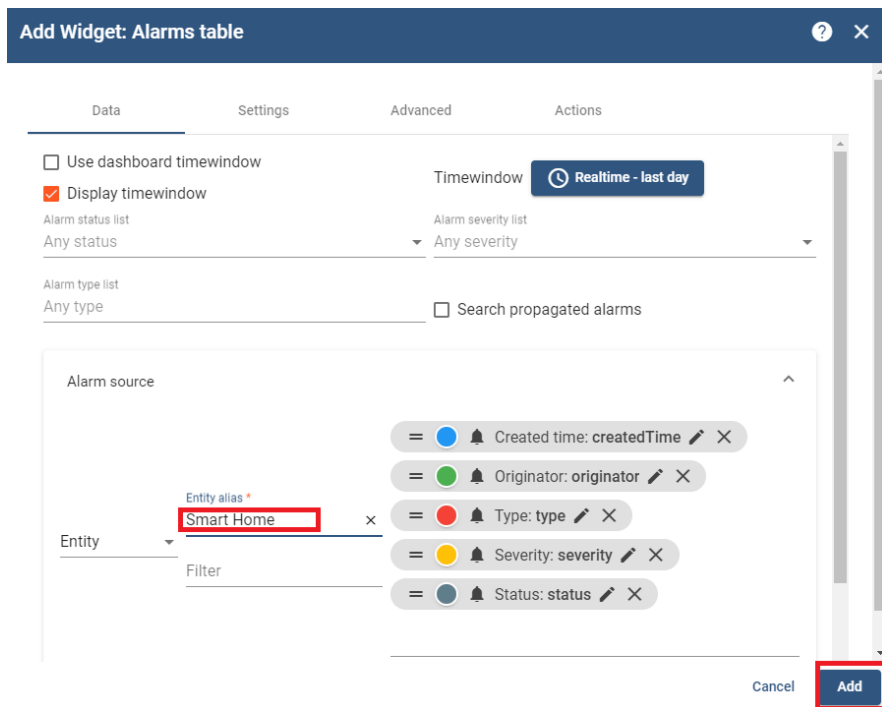 Add Widget: Alarms table
Data Settings Advanced Actions
Use dashboard timewindow
Display timewindow
Timewindow Realtime - last day
Alarm status list
Any status
Alarm severity list
Any severity
Alarm type list
Any type
Search propagated alarms
Alarm source
Entity
Entity alias *
Smart Home
Filter
Created time: createdTime
Originator: originator
Type: type
Severity: severity
Status: status
Cancel Add